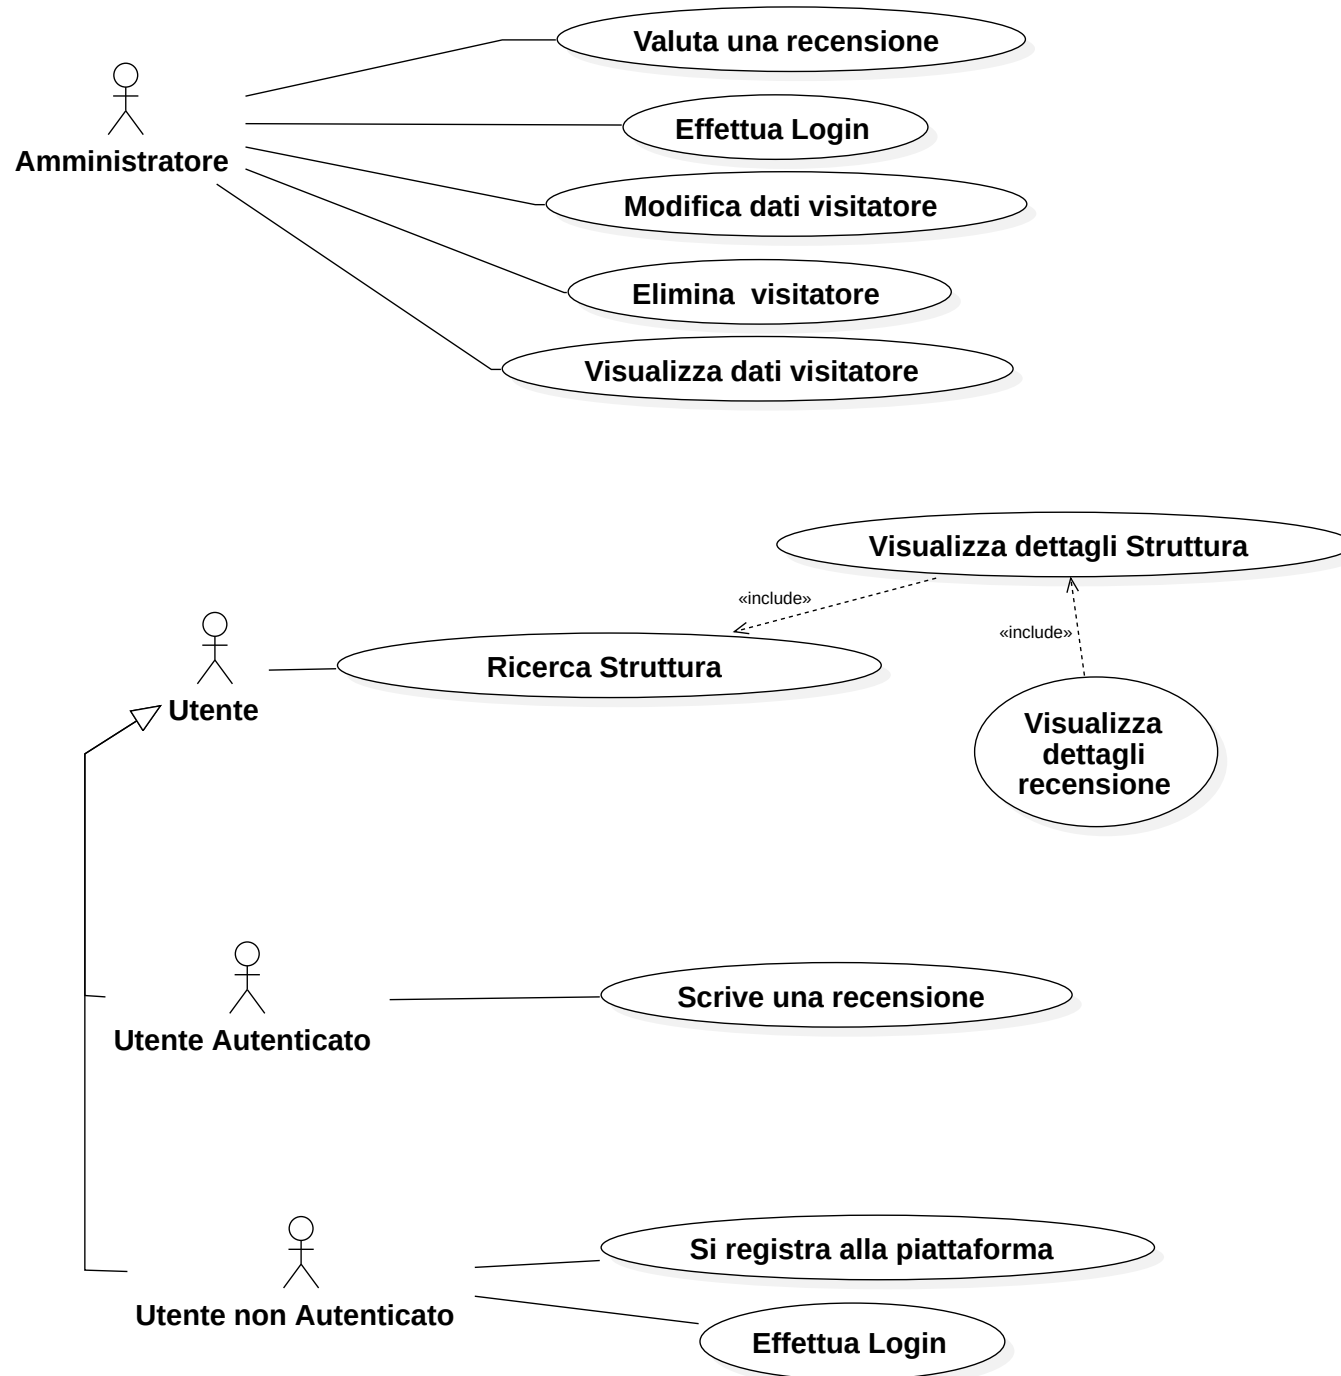 Valuta una recensione
Effettua Login
Amministratore
Modifica dati visitatore
Elimina  visitatore
Visualizza dati visitatore
Visualizza dettagli Struttura
«include»
«include»
Ricerca Struttura
Utente
Visualizza
dettagli
recensione
Scrive una recensione
Utente Autenticato
Si registra alla piattaforma
Utente non Autenticato
Effettua Login